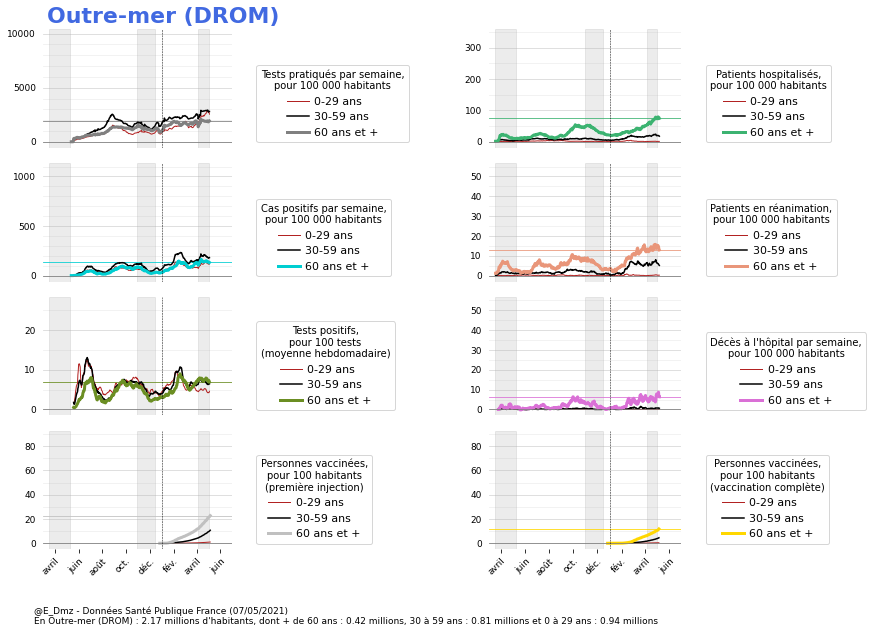 Outre-mer (DROM)
10000
5000
0
Tests pratiqués par semaine,
pour 100 000 habitants
0-29 ans
30-59 ans
60 ans et +
300
200
100
0
Patients hospitalisés,
pour 100 000 habitants
0-29 ans
30-59 ans
60 ans et +
1000
500
0
Cas positifs par semaine,
pour 100 000 habitants
0-29 ans
30-59 ans
60 ans et +
50
40
30
20
10
0
Patients en réanimation,
pour 100 000 habitants
0-29 ans
30-59 ans
60 ans et +
20
10
0
Tests positifs,
pour 100 tests
(moyenne hebdomadaire)
0-29 ans
30-59 ans
60 ans et +
50
40
30
20
10
0
Décès à l'hôpital par semaine,
pour 100 000 habitants
0-29 ans
30-59 ans
60 ans et +
80
60
40
20
0
avril
juin
août
oct.
déc.
fév.
avril
juin
Personnes vaccinées,
pour 100 habitants
(première injection)
0-29 ans
30-59 ans
60 ans et +
80
60
40
20
0
avril
juin
août
oct.
déc.
fév.
avril
juin
Personnes vaccinées,
pour 100 habitants
(vaccination complète)
0-29 ans
30-59 ans
60 ans et +
@E_Dmz - Données Santé Publique France (07/05/2021)
En Outre-mer (DROM) : 2.17 millions d'habitants, dont + de 60 ans : 0.42 millions, 30 à 59 ans : 0.81 millions et 0 à 29 ans : 0.94 millions